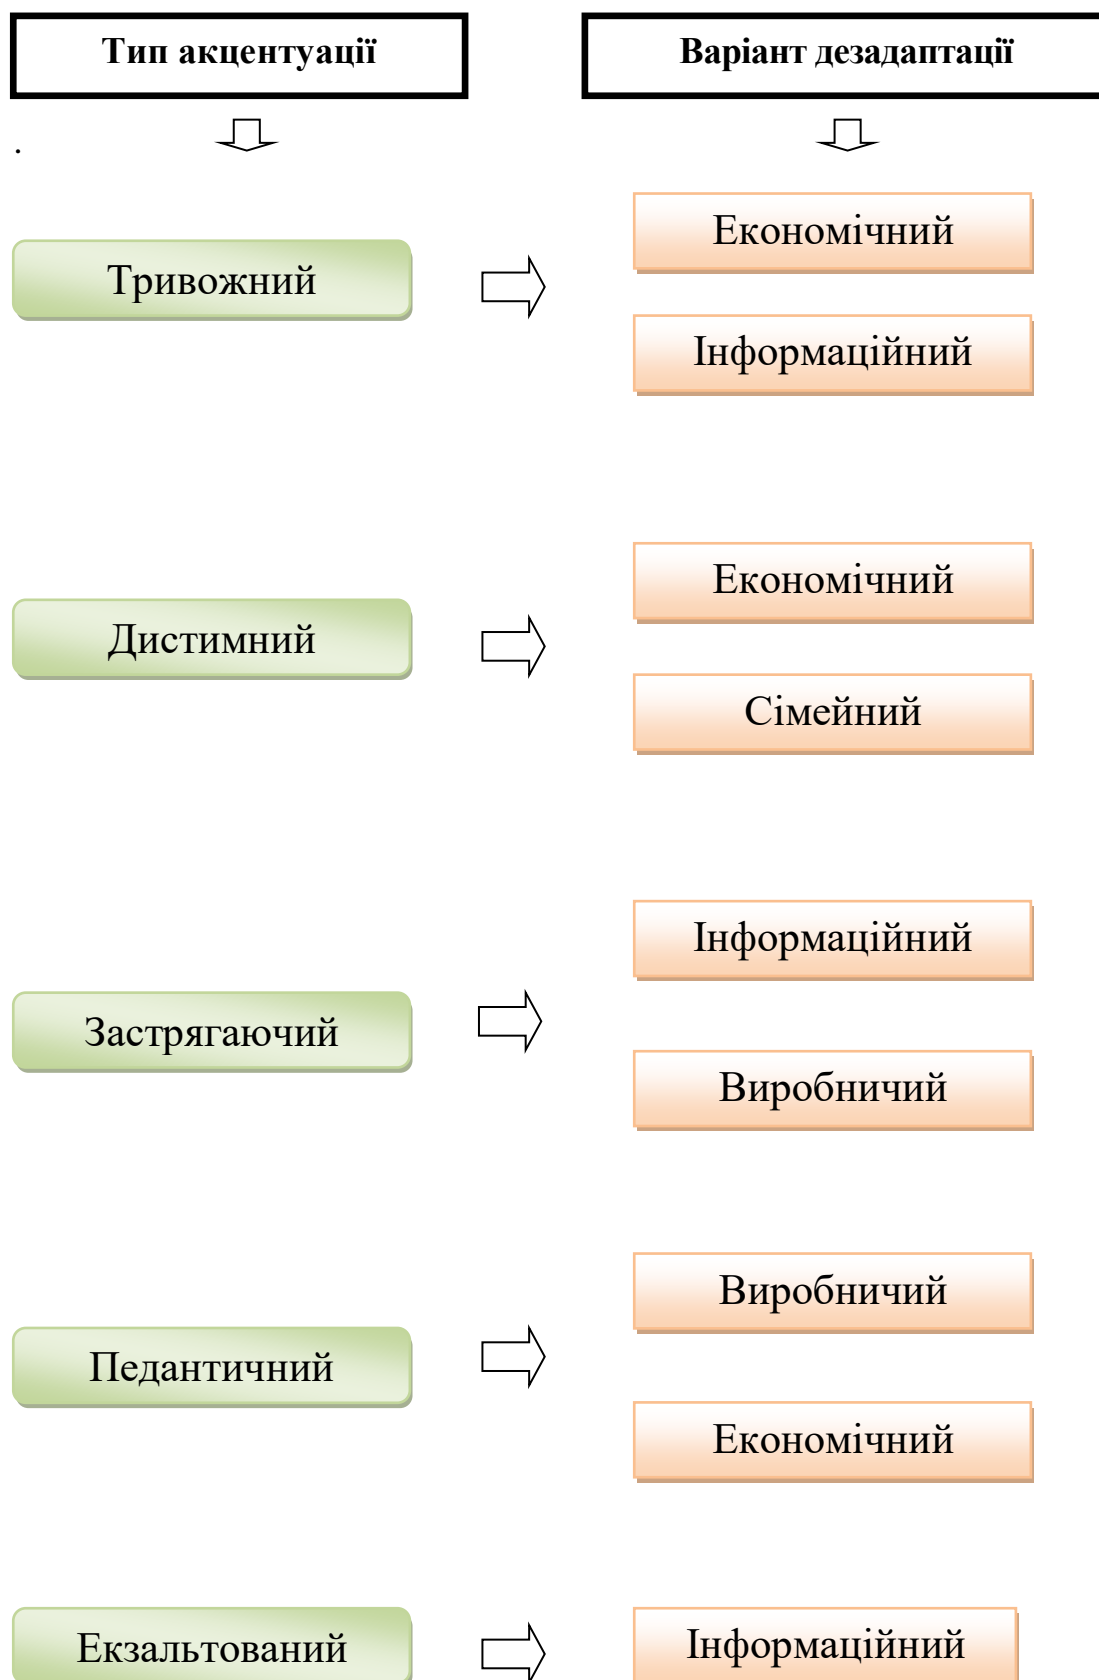 Тип акцентуації
Варіант дезадаптації
.
Тривожний
Економічний
Інформаційний
Дистимний
Економічний
Сімейний
Застрягаючий
Інформаційний
Виробничий
Педантичний
Виробничий
Економічний
Екзальтований
Інформаційний